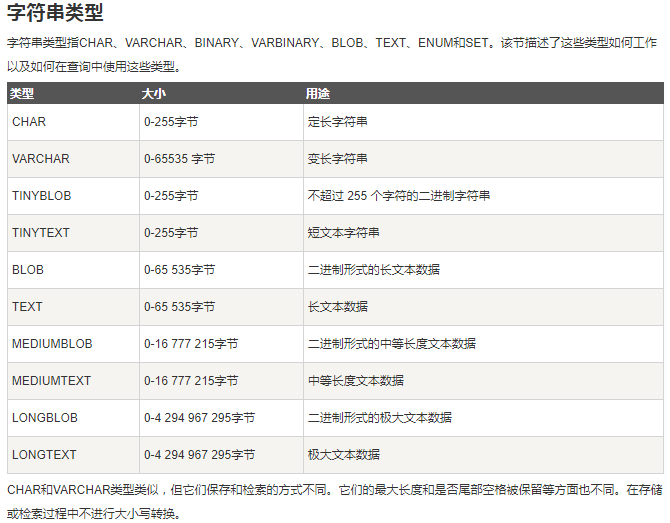 字符串类型
字符串类型指CHAR、VARCHAR、BINARY、VARBINARY、BLOB、TEXT、ENUM和SET。该节描述了这些类型如何工作
以及如何在查询中使用这些类型。
类型 大小 用途
CHAR 0-255字节 定长字符串
VARCHAR 0-65535 字节 变长字符串
TINYBLOB 0-255字节 不超过 255 个字符的二进制字符串
TINYTEXT 0-255字节 短文本字符串
BLOB 0-65 535字节 二进制形式的长文本数据
TEXT 0-65 535字节 长文本数据
MEDIUMBLOB 0-16 777 215字节 二进制形式的中等长度文本数据
MEDIUMTEXT 0-16 777 215字节 中等长度文本数据
LONGBLOB 0-4 294 967 295字节 二进制形式的极大文本数据
LONGTEXT 0-4 294 967 295字节 极大文本数据
CHAR和VARCHAR类型类似，但它们保存和检索的方式不同。它们的最大长度和是否尾部空格被保留等方面也不同。在存储
或检索过程中不进行大小写转换。